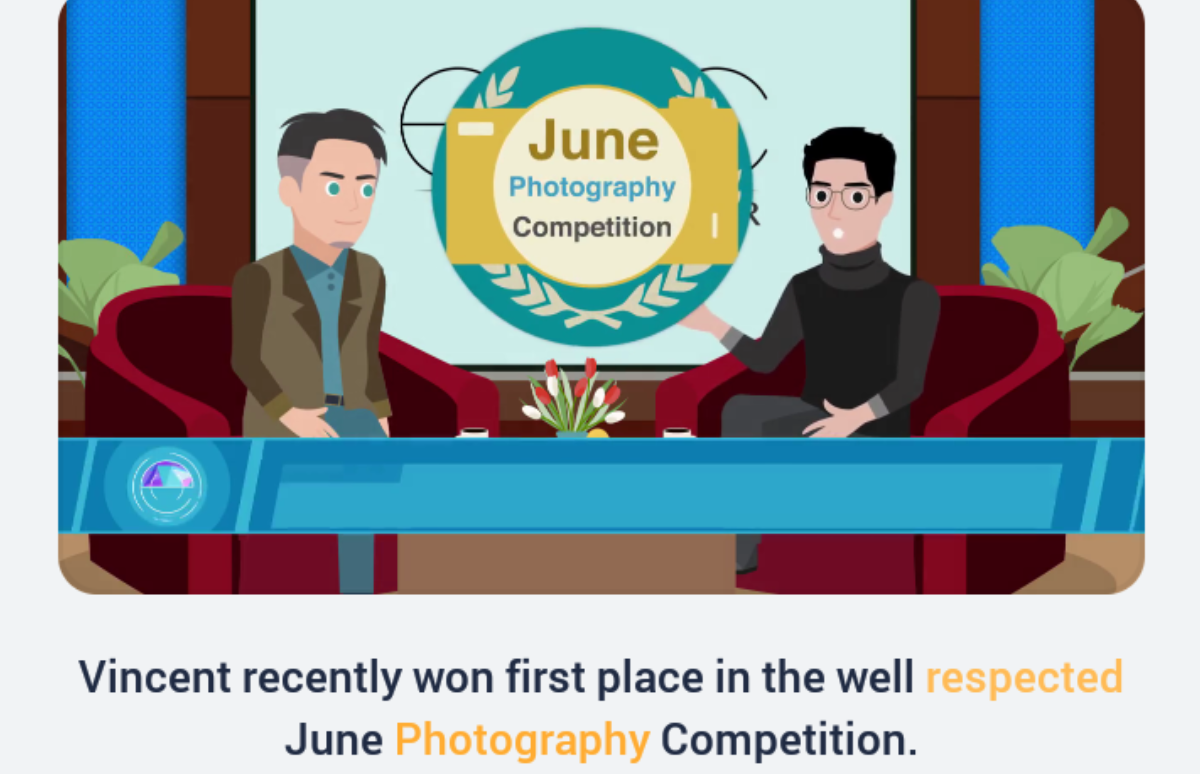 June
Photography
Competition
R
Vincent recently won first place in the well respected
June Photography Competition.